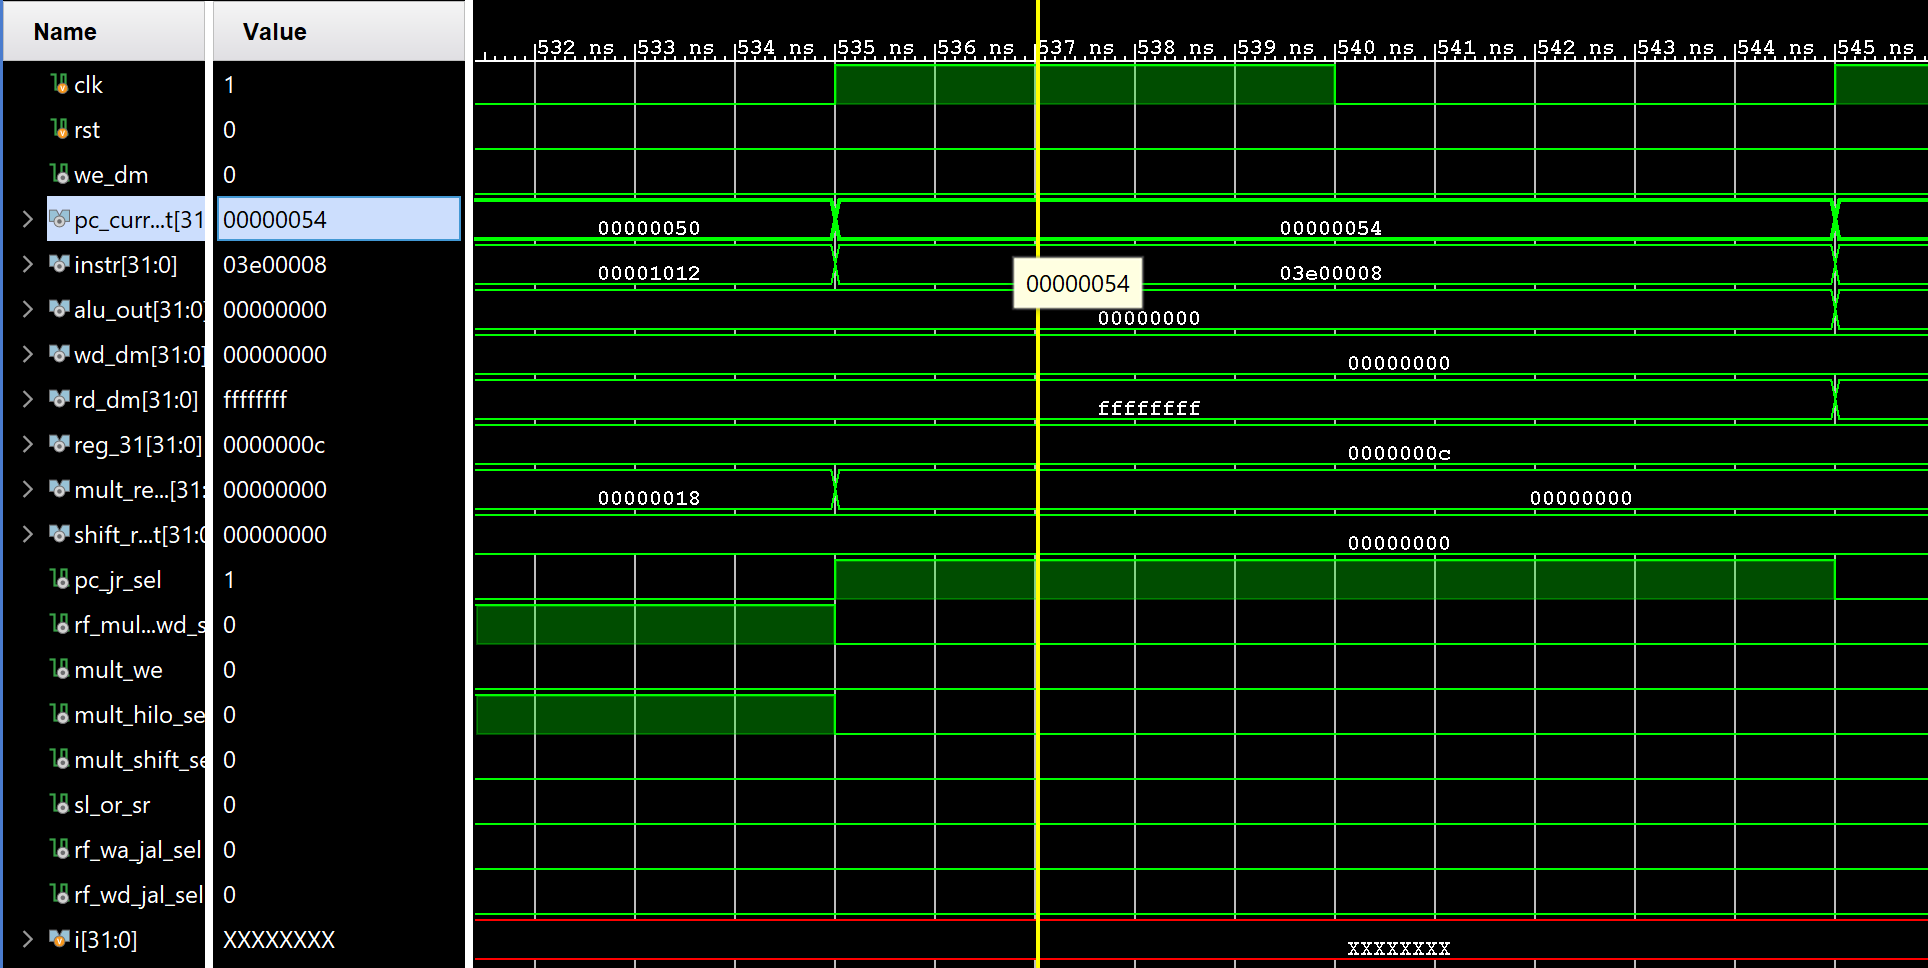 Name Value
532 ns 533 ns 534 ns 535 ns 536 ns 537 ns 538 ns 539 ns 540 ns 541 ns 542 ns 543 ns 544 ns 545 ns
clk 1
rst 0
we_dm 0
pc_curr...t[31 00000054 00000050 00000054
instr[31:0] 03e00008 00001012 03e00008
00000054
alu_out[31:0] 00000000 00000000
wd_dm[31:0] 00000000 00000000
rd_dm[31:0] ffffffff ffffffff
reg_31[31:0] 0000000c 0000000c
mult_re...[31: 00000000 00000018 00000000
shift_r...t[31:0 00000000 00000000
pc_jr_sel 1
rf_mul...wd_s 0
mult_we 0
mult_hilo_se 0
mult_shift_se 0
sl_or_sr 0
rf_wa_jal_sel 0
rf_wd_jal_sel 0
i[31:0] XXXXXXXX XXXXXXXX